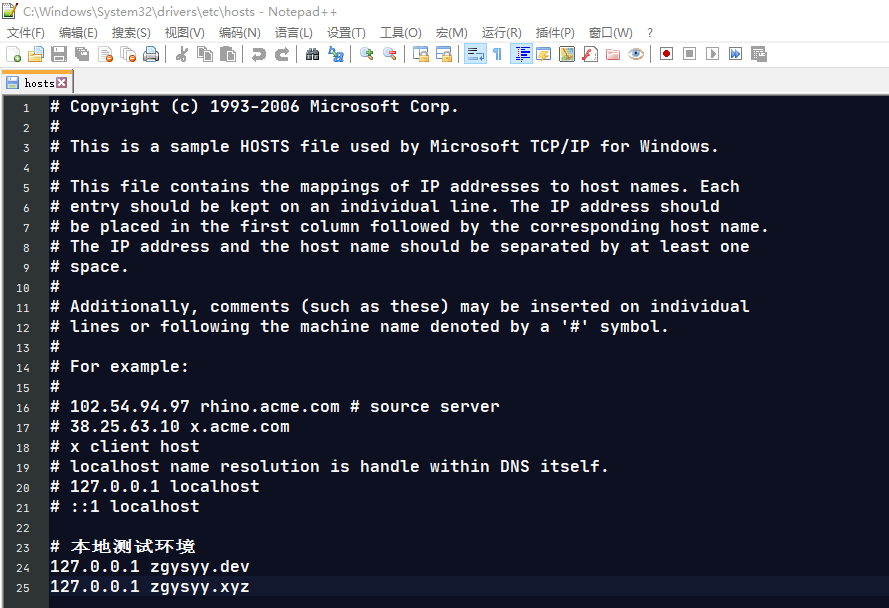 C:\Windows\System32\drivers\etc\hosts - Notepad++
文件(F) 编辑(E) 搜索(S) 视图(V) 编码(N) 语言(L) 设置(T) 工具(O) 宏(M) 运行(R) 插件(P) 窗口(W) ?
hosts
1 # Copyright (c) 1993-2006 Microsoft Corp.
2 #
3 # This is a sample HOSTS file used by Microsoft TCP/IP for Windows.
4 #
5 # This file contains the mappings of IP addresses to host names. Each
6 # entry should be kept on an individual line. The IP address should
7 # be placed in the first column followed by the corresponding host name.
8 # The IP address and the host name should be separated by at least one
9 # space.
10 #
11 # Additionally, comments (such as these) may be inserted on individual
12 # lines or following the machine name denoted by a '#' symbol.
13 #
14 # For example:
15 #
16 # 102.54.94.97 rhino.acme.com # source server
17 # 38.25.63.10 x.acme.com
18 # x client host
19 # localhost name resolution is handle within DNS itself.
20 # 127.0.0.1 localhost
21 # ::1 localhost
22
23 # 本地测试环境
24 127.0.0.1 zgysyy.dev
25 127.0.0.1 zgysyy.xyz